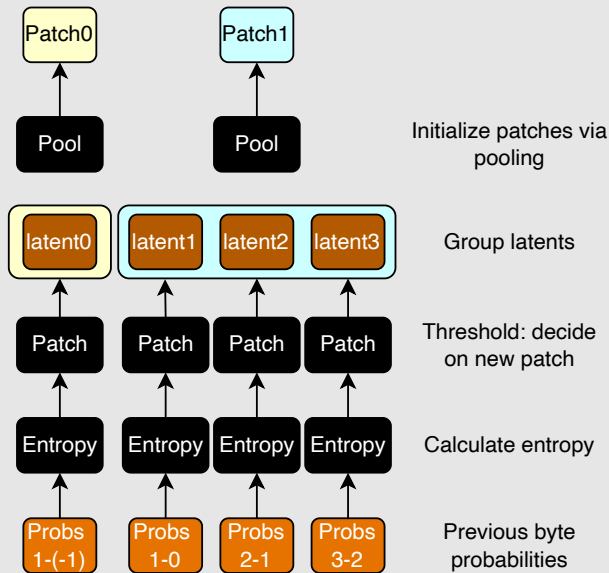 Patch0 Patch1
Pool Pool Initialize patches via
pooling
latent0 latent1 latent2 latent3 Group latents
Patch Patch Patch Patch Threshold: decide
on new patch
Entropy Entropy Entropy Entropy Calculate entropy
Probs Probs Probs Probs Previous byte
1-(-1) 1-0 2-1 3-2 probabilities